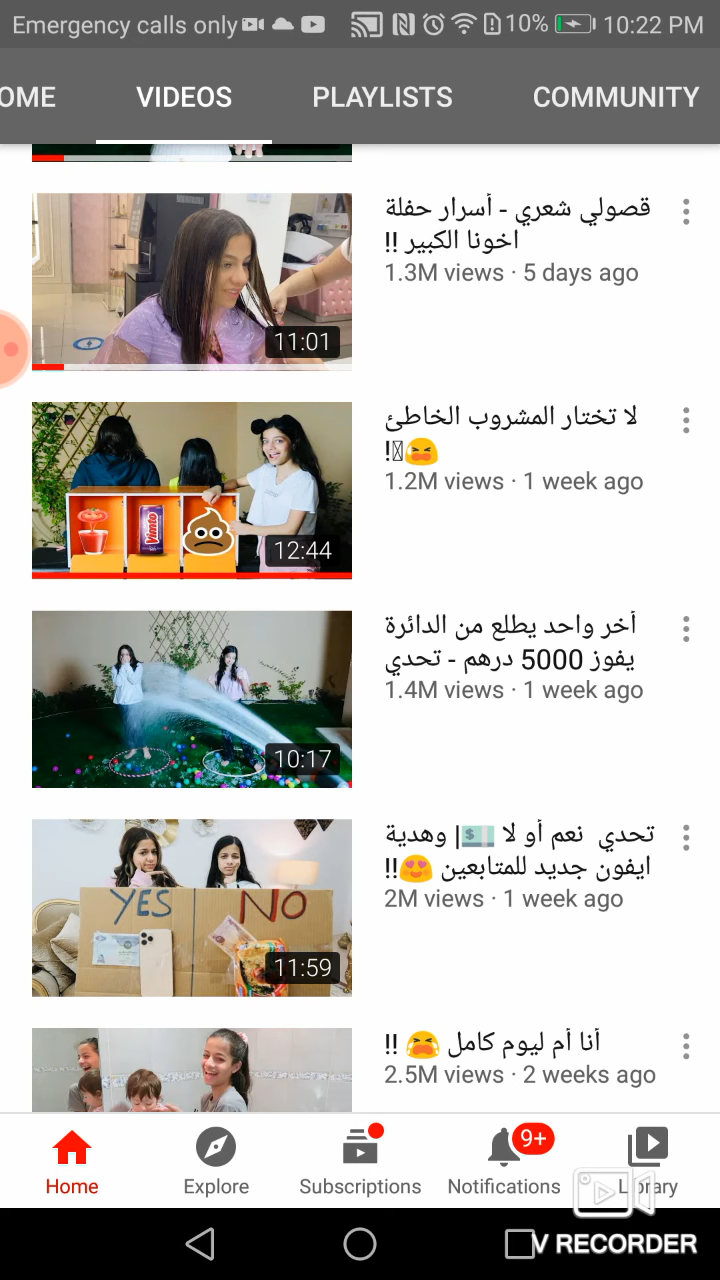 Emergency calls only 10% 10:22 PM
OME VIDEOS PLAYLISTS COMMUNITY
قصولي شعري - أسرار حفلة
اخونا الكبير !!
1.3M views · 5 days ago
11:01
لا تختار المشروب الخاطئ
😫!
1.2M views · 1 week ago
Vimto
12:44
أخر واحد يطلع من الدائرة
يفوز 5000 درهم - تحدي
1.4M views · 1 week ago
10:17
تحدي نعم أو لا 💵| وهدية
ايفون جديد للمتابعين 😍!!
2M views · 1 week ago
YES NO
11:59
أنا أم ليوم كامل 😭 !!
2.5M views · 2 weeks ago
Home Explore Subscriptions Notifications Library
9+
V RECORDER